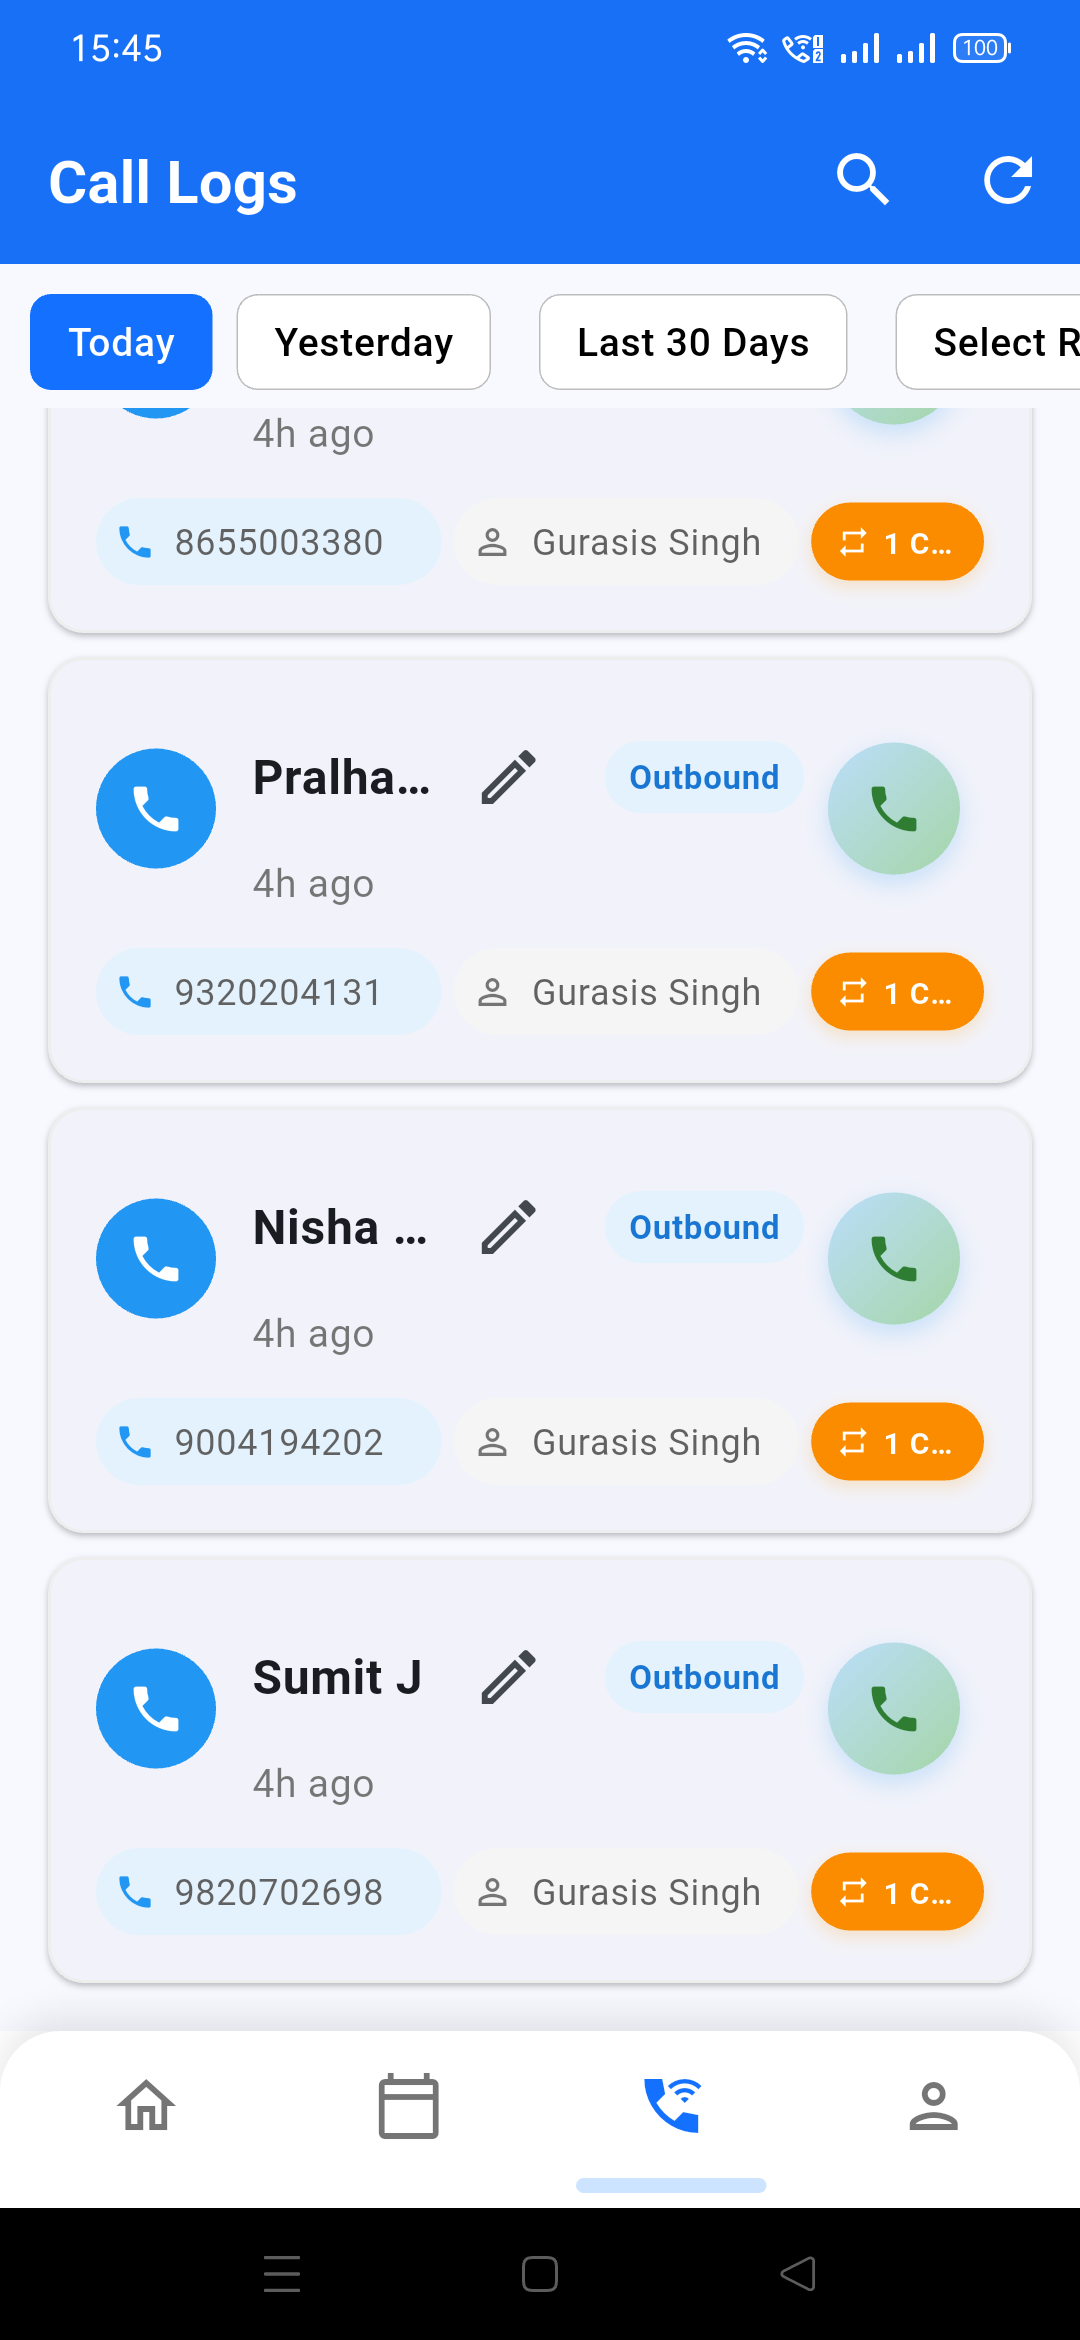 15:45
100
Call Logs
Today Yesterday Last 30 Days Select R
4h ago
8655003380 Gurasis Singh 1 C...
Pralha... Outbound
4h ago
9320204131 Gurasis Singh 1 C...
Nisha ... Outbound
4h ago
9004194202 Gurasis Singh 1 C...
Sumit J Outbound
4h ago
9820702698 Gurasis Singh 1 C...